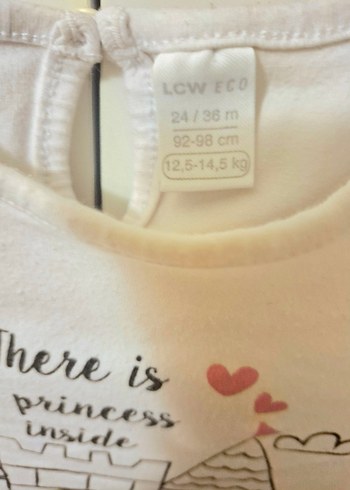 LCW ECO
24 / 36 m
92-98 cm
12,5-14,5 kg
There is
princess
inside